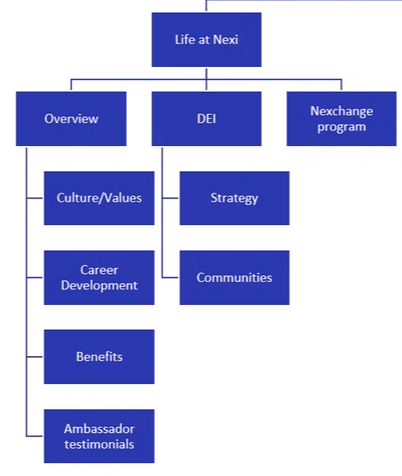 Life at Nexi
Overview
DEI
Nexchange
program
Culture/Values
Strategy
Career
Development
Communities
Benefits
Ambassador
testimonials